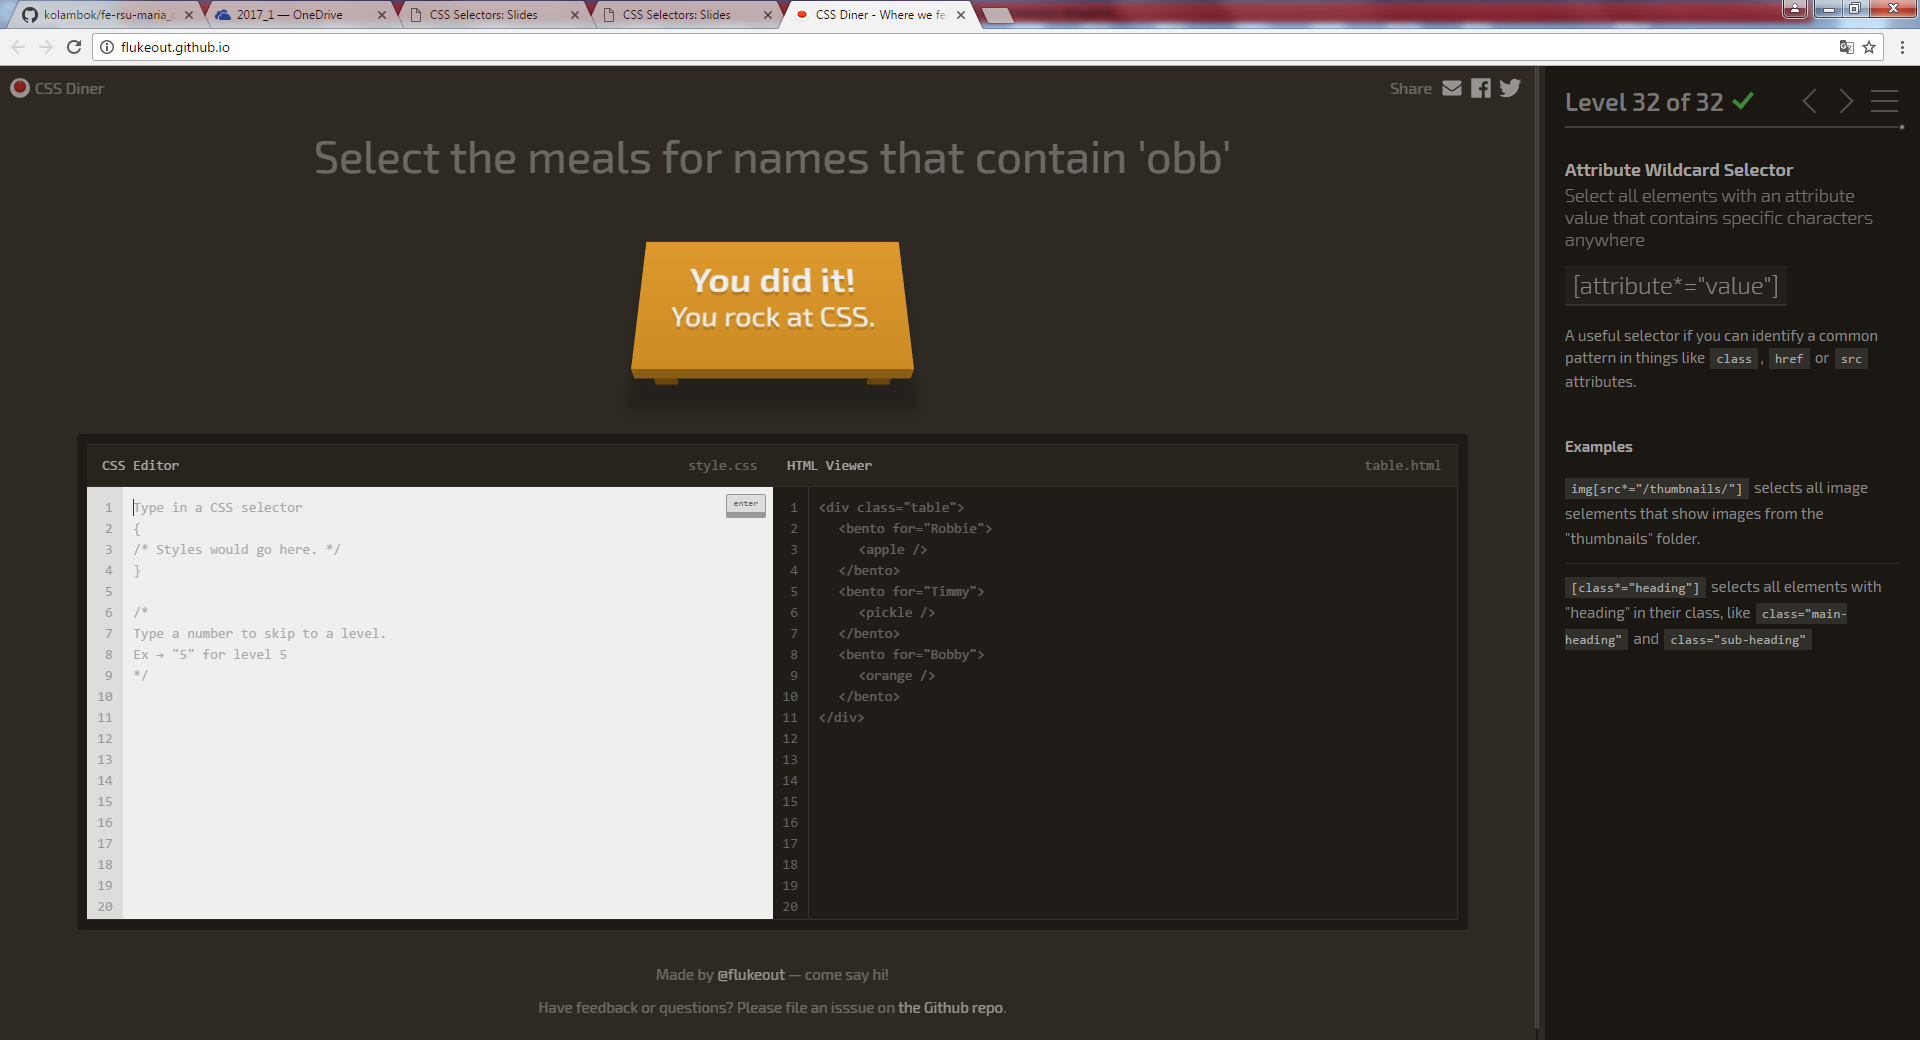 kolambok/fe-rsu-maria_
2017_1 — OneDrive
CSS Selectors: Slides
CSS Selectors: Slides
CSS Diner - Where we fe
flukeout.github.io
CSS Diner
Share
Select the meals for names that contain 'obb'
You did it!
You rock at CSS.
CSS Editor
style.css
enter
1 Type in a CSS selector
2 {
3 /* Styles would go here. */
4 }
5
6 /*
7 Type a number to skip to a level.
8 Ex → "5" for level 5
9 */
10
11
12
13
14
15
16
17
18
19
20
HTML Viewer
table.html
1 <div class="table">
2 <bento for="Robbie">
3 <apple />
4 </bento>
5 <bento for="Timmy">
6 <pickle />
7 </bento>
8 <bento for="Bobby">
9 <orange />
10 </bento>
11 </div>
12
13
14
15
16
17
18
19
20
Made by @flukeout — come say hi!
Have feedback or questions? Please file an isssue on the Github repo.
Level 32 of 32
Attribute Wildcard Selector
Select all elements with an attribute
value that contains specific characters
anywhere
[attribute*="value"]
A useful selector if you can identify a common
pattern in things like class , href or src
attributes.
Examples
img[src*="/thumbnails/"] selects all image
selements that show images from the
"thumbnails" folder.
[class*="heading"] selects all elements with
"heading" in their class, like class="main-
heading" and class="sub-heading"